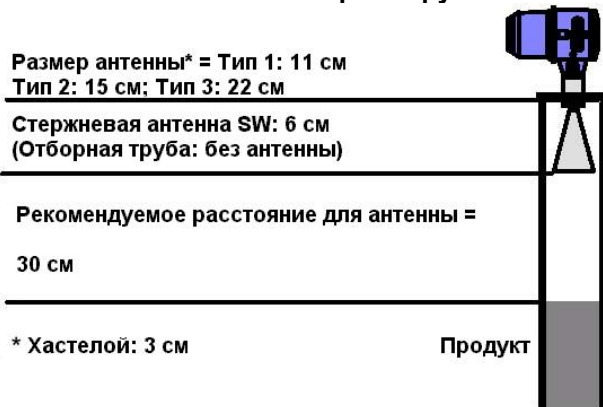 Размер антенны* = Тип 1: 11 см
Тип 2: 15 см; Тип 3: 22 см
Стержневая антенна SW: 6 см
(Отборная труба: без антенны)
Рекомендуемое расстояние для антенны =
30 см
* Хастелой: 3 см Продукт